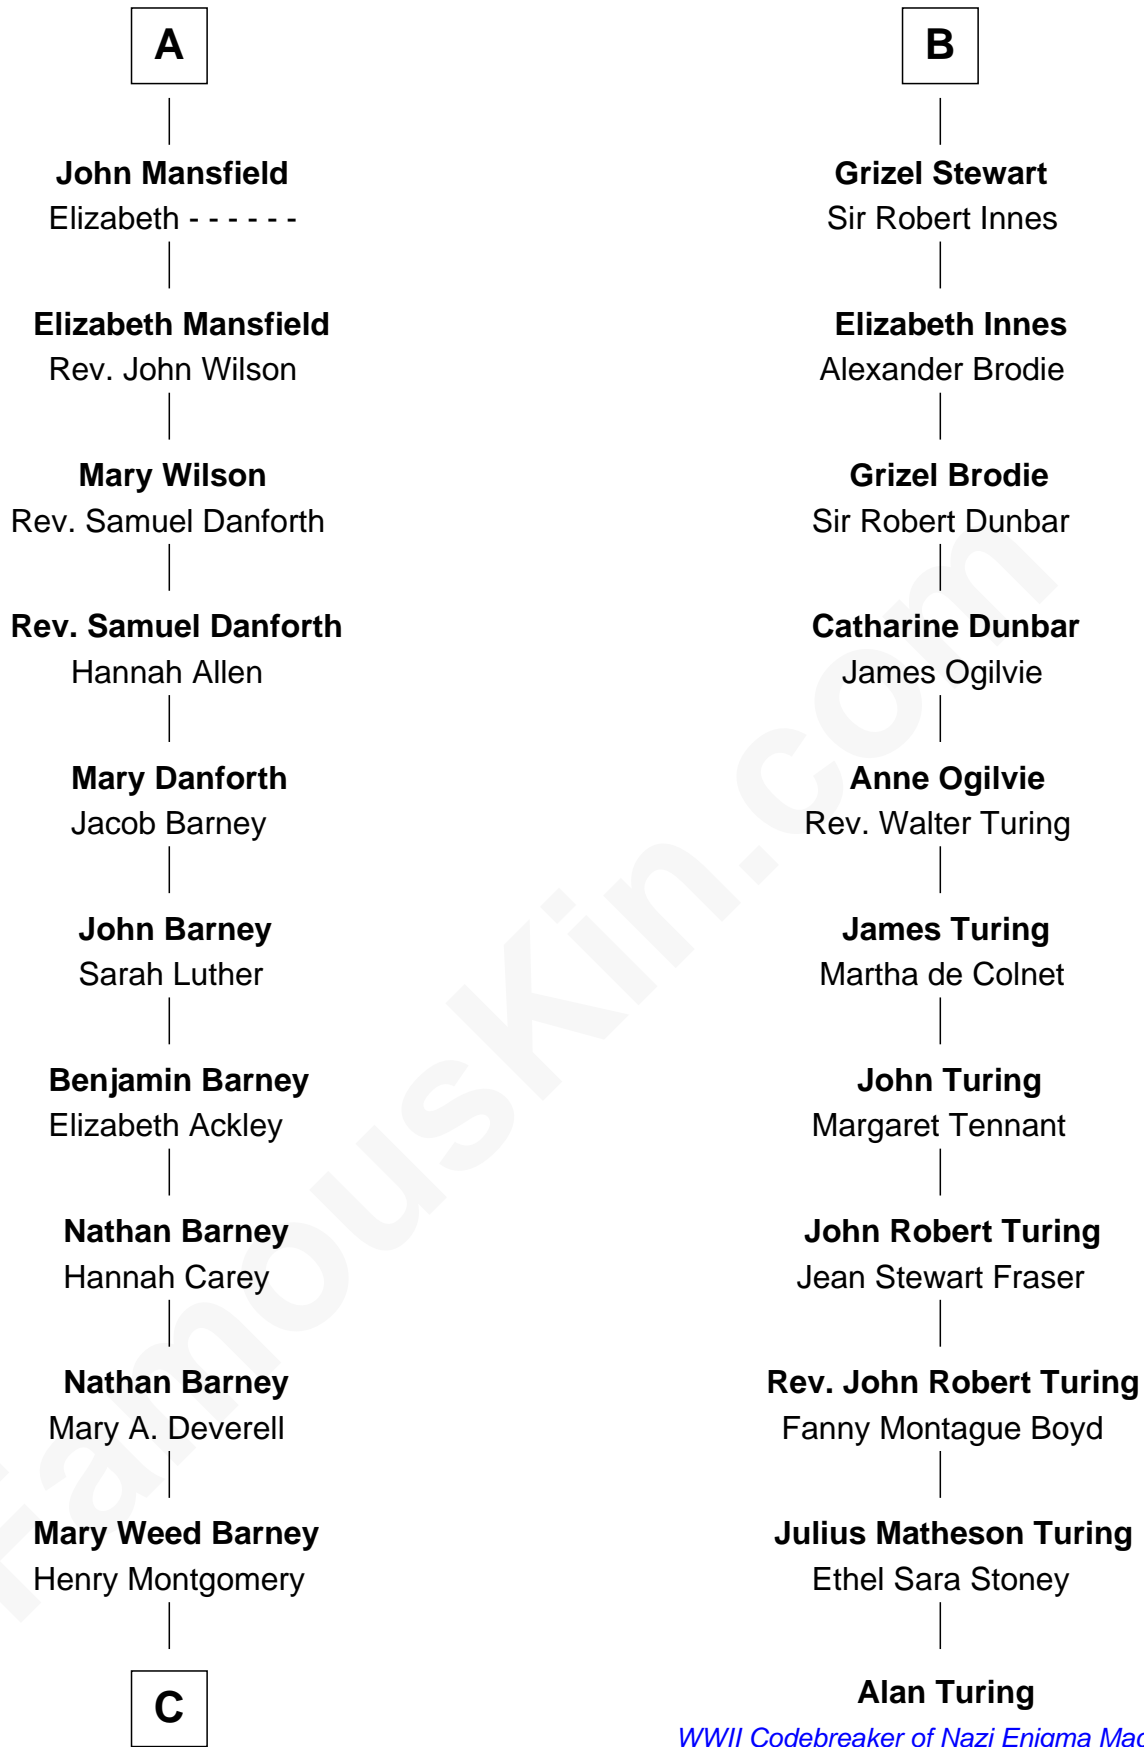 A
John Mansfield
Elizabeth - - - - - -
Elizabeth Mansfield
Rev. John Wilson
Mary Wilson
Rev. Samuel Danforth
Rev. Samuel Danforth
Hannah Allen
Mary Danforth
Jacob Barney
John Barney
Sarah Luther
Benjamin Barney
Elizabeth Ackley
Nathan Barney
Hannah Carey
Nathan Barney
Mary A. Deverell
Mary Weed Barney
Henry Montgomery
C
B
Grizel Stewart
Sir Robert Innes
Elizabeth Innes
Alexander Brodie
Grizel Brodie
Sir Robert Dunbar
Catharine Dunbar
James Ogilvie
Anne Ogilvie
Rev. Walter Turing
James Turing
Martha de Colnet
John Turing
Margaret Tennant
John Robert Turing
Jean Stewart Fraser
Rev. John Robert Turing
Fanny Montague Boyd
Julius Matheson Turing
Ethel Sara Stoney
Alan Turing
WWII Codebreaker of Nazi Enigma Mac
FamousKin.com